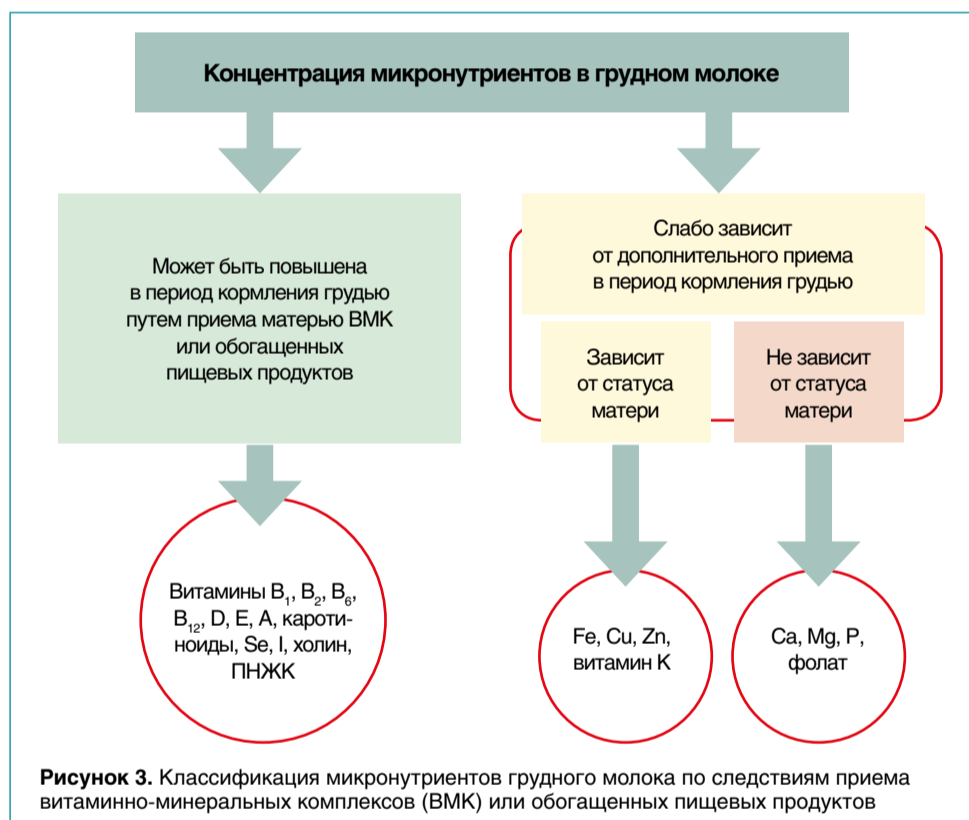 Концентрация микронутриентов в грудном молоке
Может быть повышена
в период кормления грудью
путем приема матерью ВМК
или обогащенных
пищевых продуктов
Слабо зависит
от дополнительного приема
в период кормления грудью
Зависит
от статуса
матери
Не зависит
от статуса
матери
Витамины B₁, B₂, B₆,
B₁₂, D, E, A, кароти-
ноиды, Se, I, холин,
ПНЖК
Fe, Cu, Zn,
витамин K
Ca, Mg, P,
фолат
Рисунок 3. Классификация микронутриентов грудного молока по следствиям приема
витаминно-минеральных комплексов (ВМК) или обогащенных пищевых продуктов